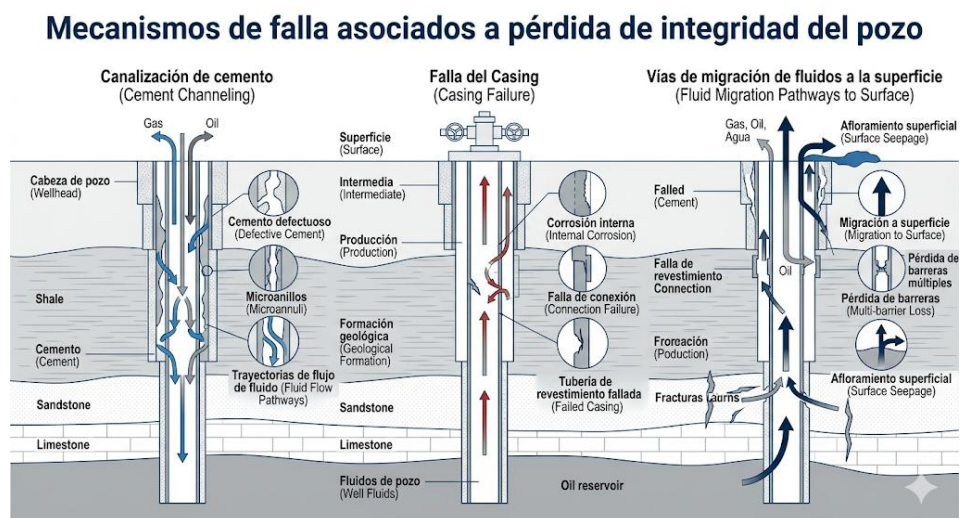 Mecanismos de falla asociados a pérdida de integridad del pozo
Canalización de cemento
(Cement Channeling)
Gas
Oil
Cabeza de pozo
(Wellhead)
Cemento defectuoso
(Defective Cement)
Microanillos
(Microannuli)
Shale
Cemento
(Cement)
Trayectorias de flujo
de fluido (Fluid Flow
Pathways)
Sandstone
Limestone
Falla del Casing
(Casing Failure)
Superficie
(Surface)
Intermedia
(Intermediate)
Producción
(Production)
Corrosión interna
(Internal Corrosion)
Falla de conexión
(Connection Failure)
Formación
geológica
(Geological
Formation)
Tubería de
revestimiento fallada
(Failed Casing)
Sandstone
Limestone
Fluidos de pozo
(Well Fluids)
Vías de migración de fluidos a la superficie
(Fluid Migration Pathways to Surface)
Gas, Oil,
Agua
Afloramiento superficial
(Surface Seepage)
Falled
(Cement)
Migración a superficie
(Migration to Surface)
Falla de
revestimiento
Connection
Oil
Pérdida de
barreras
múltiples
Pérdida de barreras
(Multi-barrier Loss)
Froreación
(Poduction)
Afloramiento superficial
(Surface Seepage)
Fracturas
Oil reservoir